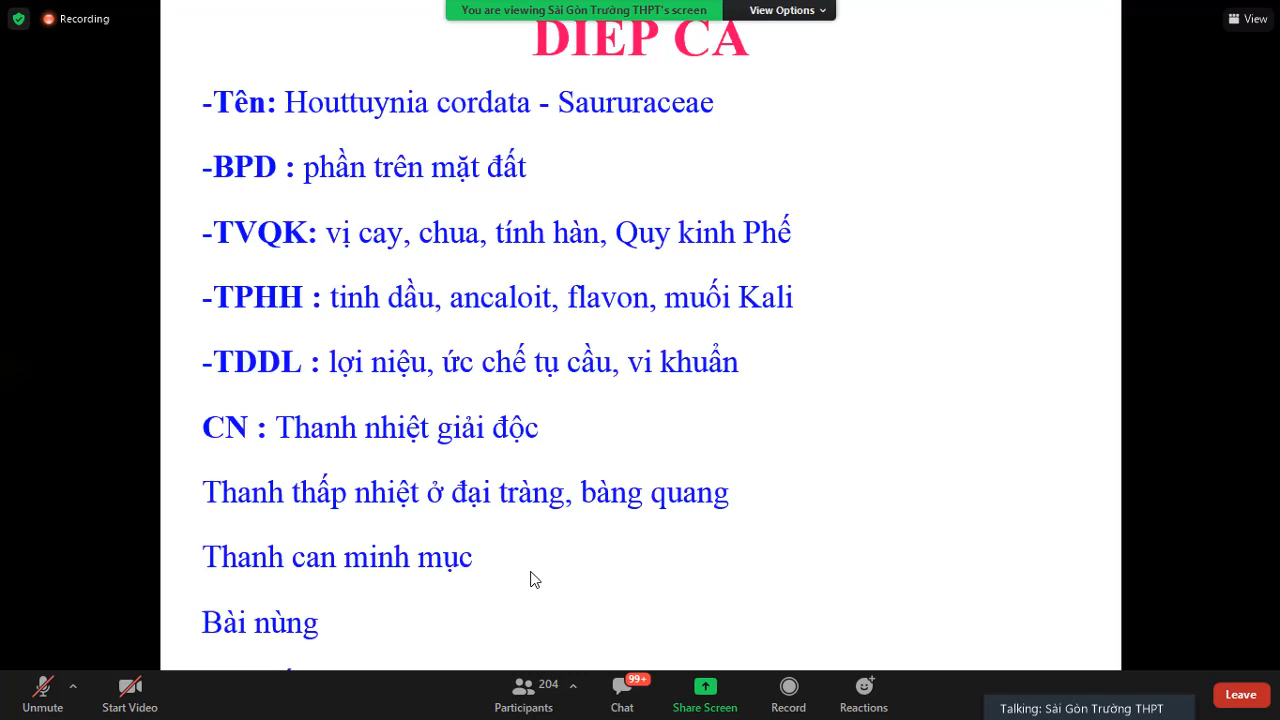 You are viewing Sài Gòn Trường THPT's screen
View Options
Recording
View
DIEP CA
-Tên: Houttuynia cordata - Saururaceae
-BPD : phần trên mặt đất
-TVQK: vị cay, chua, tính hàn, Quy kinh Phế
-TPHH : tinh dầu, ancaloit, flavon, muối Kali
-TDDL : lợi niệu, ức chế tụ cầu, vi khuẩn
CN : Thanh nhiệt giải độc
Thanh thấp nhiệt ở đại tràng, bàng quang
Thanh can minh mục
Bài nùng
204
99+
Unmute
Start Video
Participants
Chat
Share Screen
Record
Reactions
Talking: Sài Gòn Trường THPT
Leave